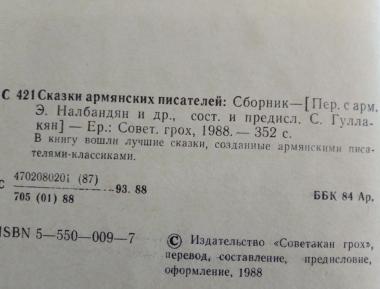 С 421 Сказки армянских писателей: Сборник—[Пер. с арм.
Э. Налбандян и др., сост. и предисл. С. Гулла-
кян] — Ер.: Совет. грох, 1988.— 352 с.
В книгу вошли лучшие сказки, созданные армянскими писа-
телями-классиками.
С 4702080201 (87)
705 (01) 88
—93. 88
ББК 84 Ар.
ISBN 5—550—009—7
© Издательство «Советакан грох»,
перевод, составление, предисловие,
оформление, 1988